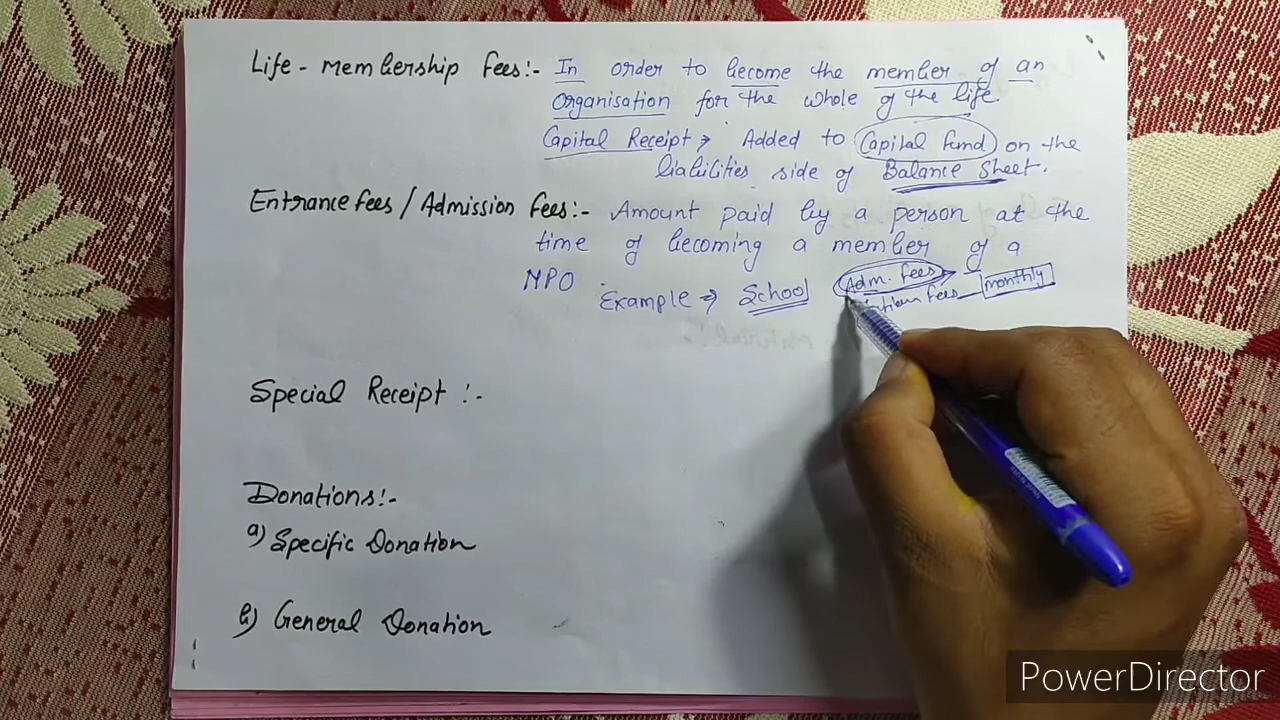 Life - membership fees:- In order to become the member of an
organisation for the whole of the life.
Capital Receipt → Added to Capital Fund on the
liabilities side of Balance Sheet.
Entrance fees / Admission fees:- Amount paid by a person at the
time of becoming a member of a
NPO
Example → School Adm. fees
fees - monthly
Special Receipt :-
Donations:-
a) Specific Donation
b) General Donation
PowerDirector